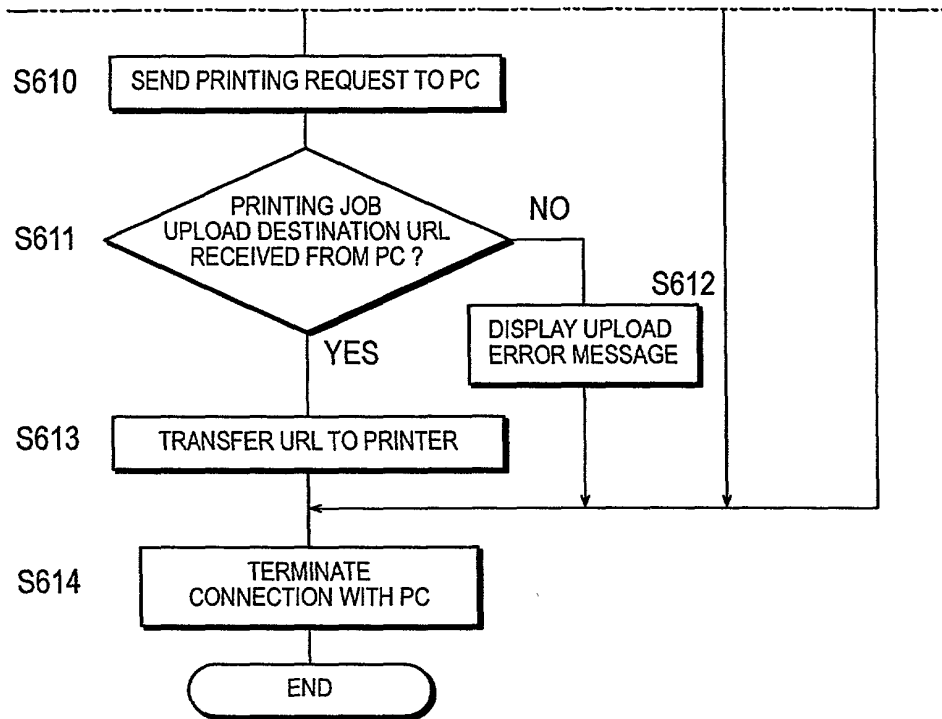 S610
SEND PRINTING REQUEST TO PC
S611
PRINTING JOB
UPLOAD DESTINATION URL
RECEIVED FROM PC ?
NO
S612
DISPLAY UPLOAD
ERROR MESSAGE
YES
S613
TRANSFER URL TO PRINTER
S614
TERMINATE
CONNECTION WITH PC
END